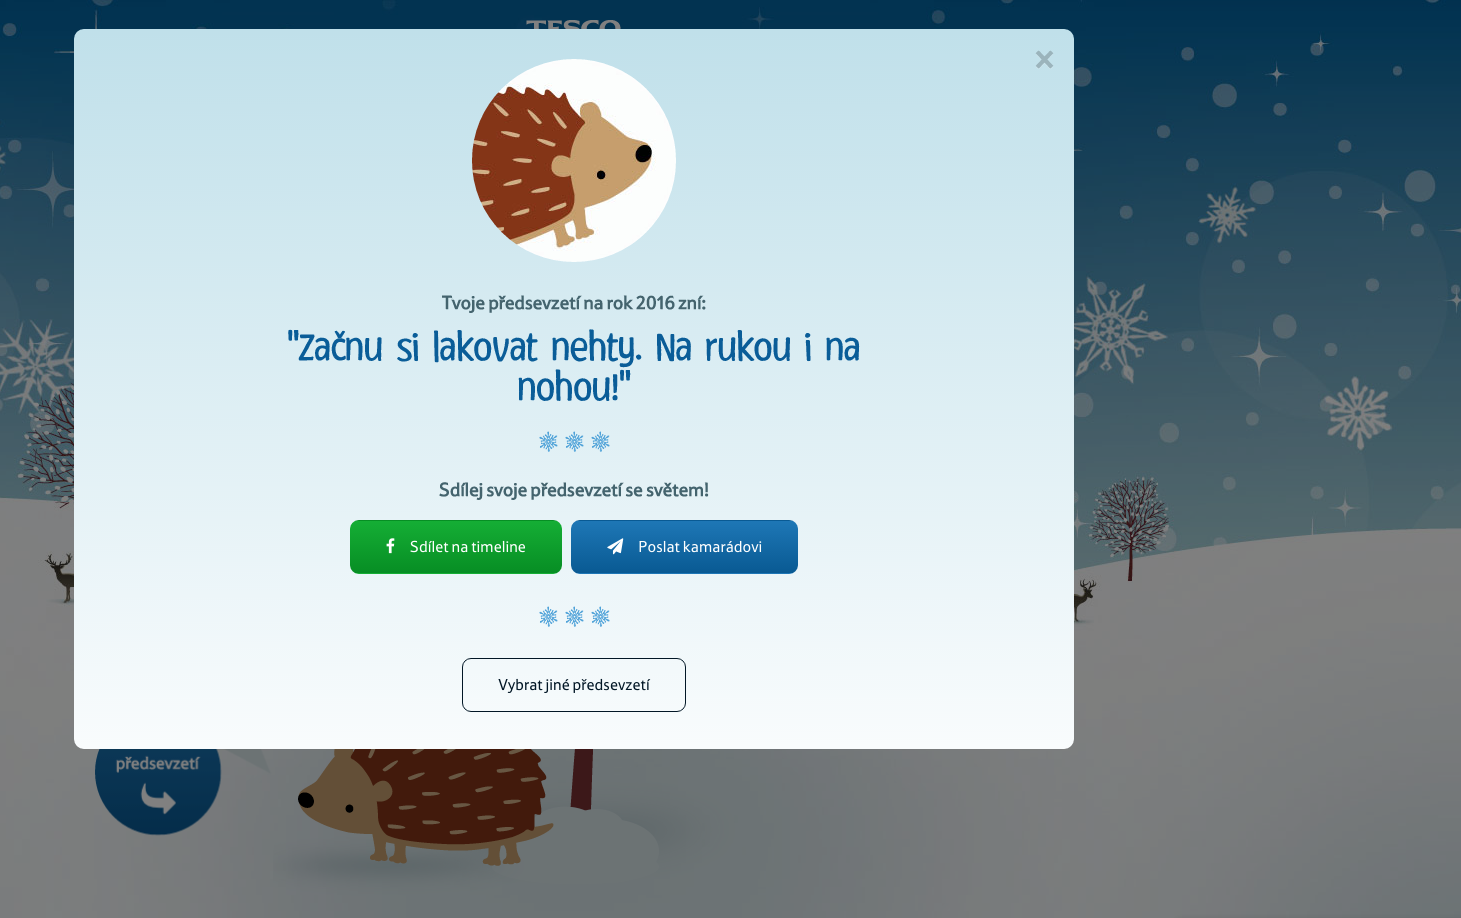 TESCO
Tvoje předsevzetí na rok 2016 zní:
"Začnu si lakovat nehty. Na rukou i na
nohou!"
Sdílej svoje předsevzetí se světem!
Sdílet na timeline
Poslat kamarádovi
Vybrat jiné předsevzetí
předsevzetí